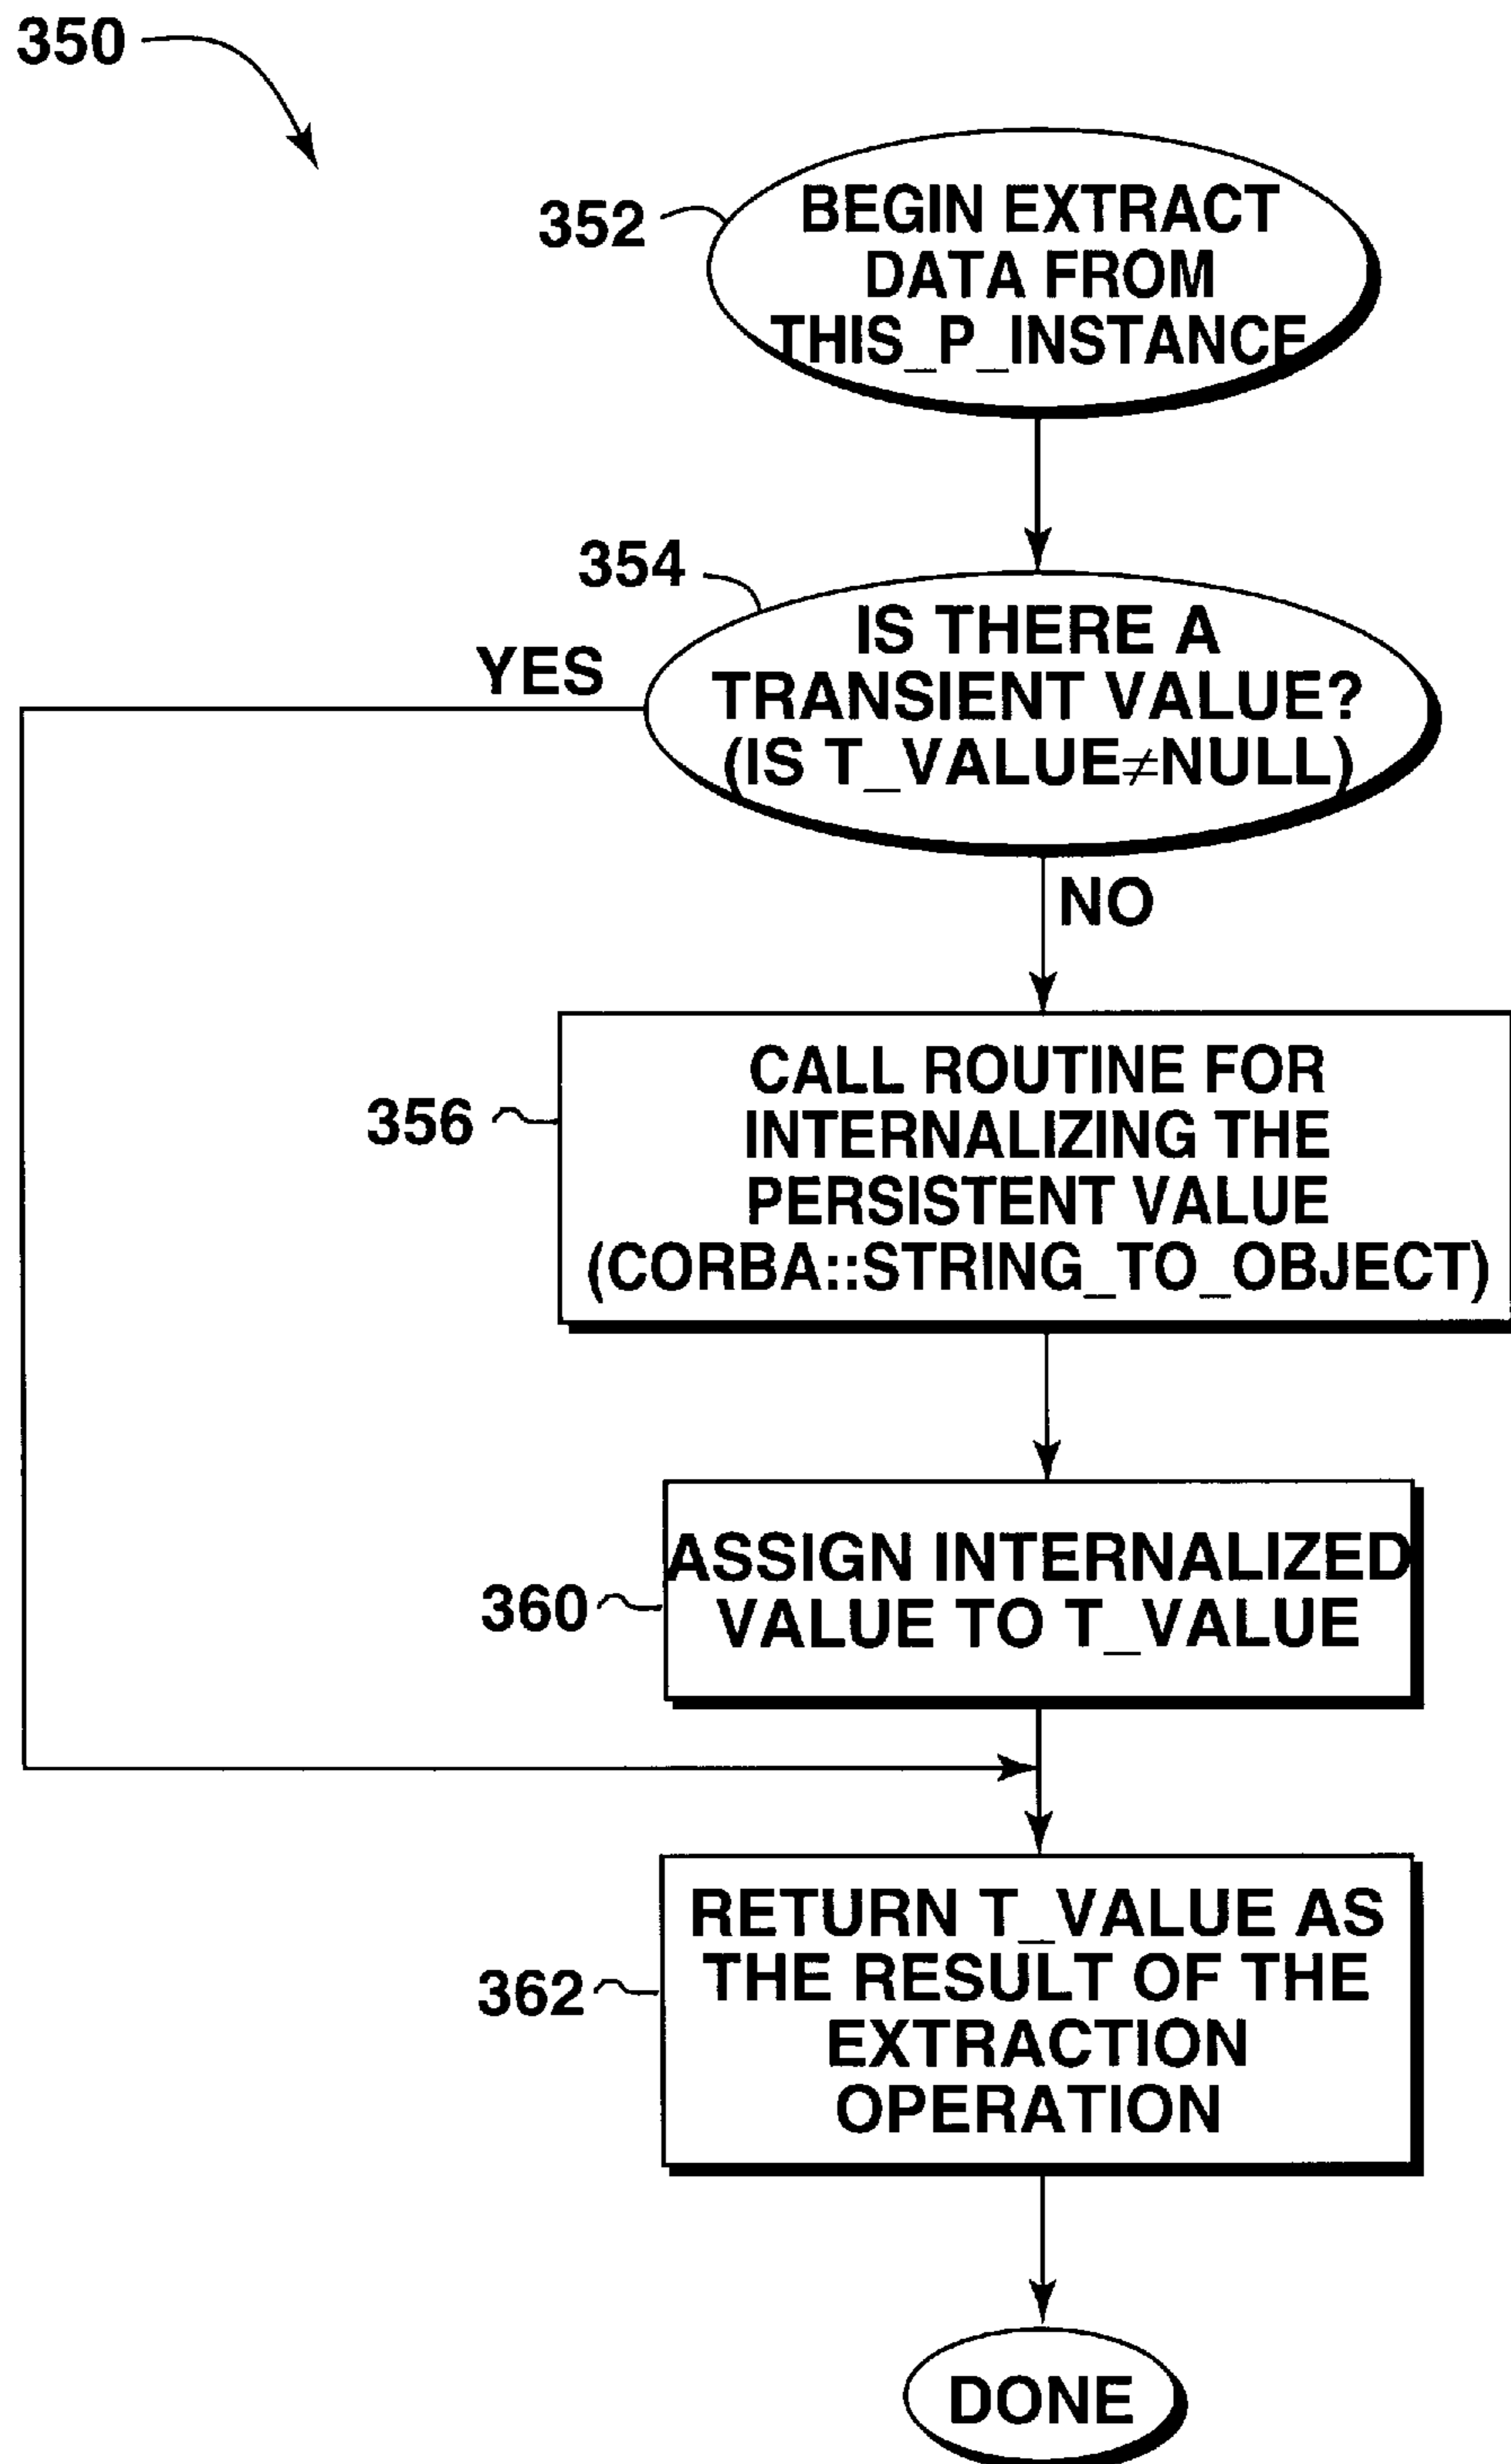 350
352
BEGIN EXTRACT
DATA FROM
THIS_P_INSTANCE
354
YES
IS THERE A
TRANSIENT VALUE?
(IS T_VALUE≠NULL)
NO
356
CALL ROUTINE FOR
INTERNALIZING THE
PERSISTENT VALUE
(CORBA::STRING_TO_OBJECT)
360
ASSIGN INTERNALIZED
VALUE TO T_VALUE
362
RETURN T_VALUE AS
THE RESULT OF THE
EXTRACTION
OPERATION
DONE